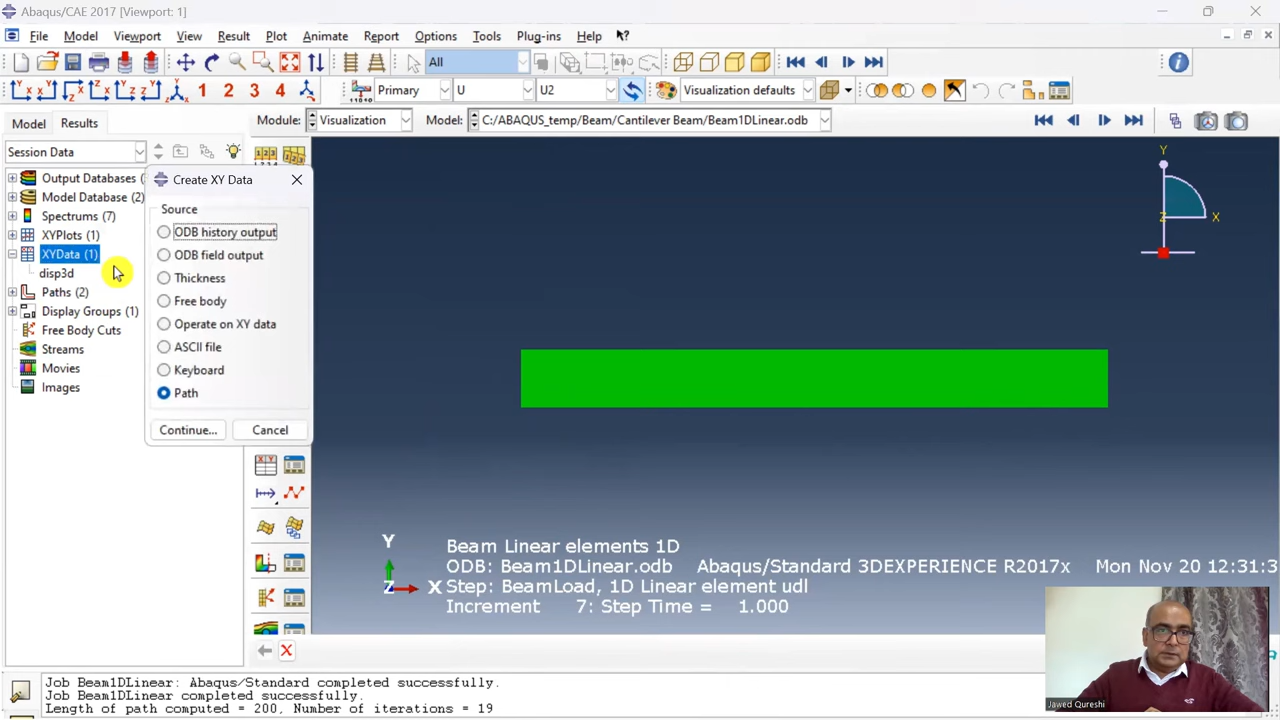 Abaqus/CAE 2017 [Viewport: 1]
File Model Viewport View Result Plot Animate Report Options Tools Plug-ins Help
All
1 2 3 4 Primary U U2 Visualization defaults
Model Results Module: Visualization Model: C:/ABAQUS_temp/Beam/Cantilever Beam/Beam1DLinear.odb
Session Data
Output Databases (
Model Database (2)
Spectrums (7)
XYPlots (1)
XYData (1)
disp3d
Paths (2)
Display Groups (1)
Free Body Cuts
Streams
Movies
Images
Create XY Data
Source
ODB history output
ODB field output
Thickness
Free body
Operate on XY data
ASCII file
Keyboard
Path
Continue... Cancel
Y
Z X
Y
Z X
Beam Linear elements 1D
ODB: Beam1DLinear.odb Abaqus/Standard 3DEXPERIENCE R2017x Mon Nov 20 12:31:3
Step: BeamLoad, 1D Linear element udl
Increment 7: Step Time = 1.000
Jawed Qureshi
Job Beam1DLinear: Abaqus/Standard completed successfully.
Job Beam1DLinear completed successfully.
Length of path computed = 200, Number of iterations = 19